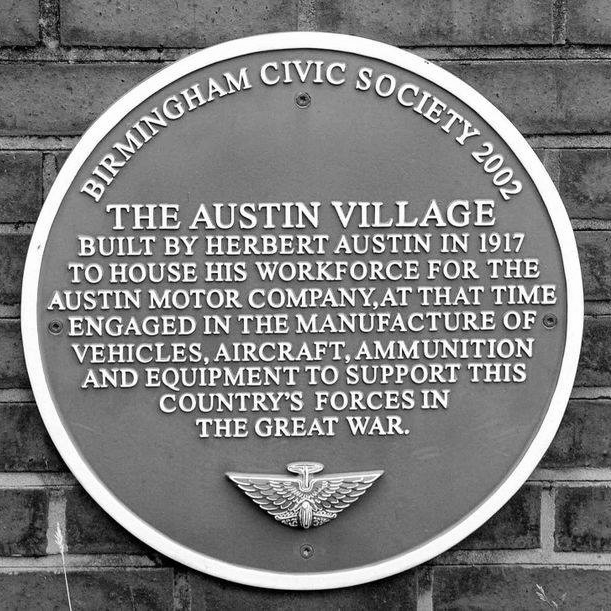 BIRMINGHAM CIVIC SOCIETY 2002
THE AUSTIN VILLAGE
BUILT BY HERBERT AUSTIN IN 1917
TO HOUSE HIS WORKFORCE FOR THE
AUSTIN MOTOR COMPANY, AT THAT TIME
ENGAGED IN THE MANUFACTURE OF
VEHICLES, AIRCRAFT, AMMUNITION
AND EQUIPMENT TO SUPPORT THIS
COUNTRY'S FORCES IN
THE GREAT WAR.